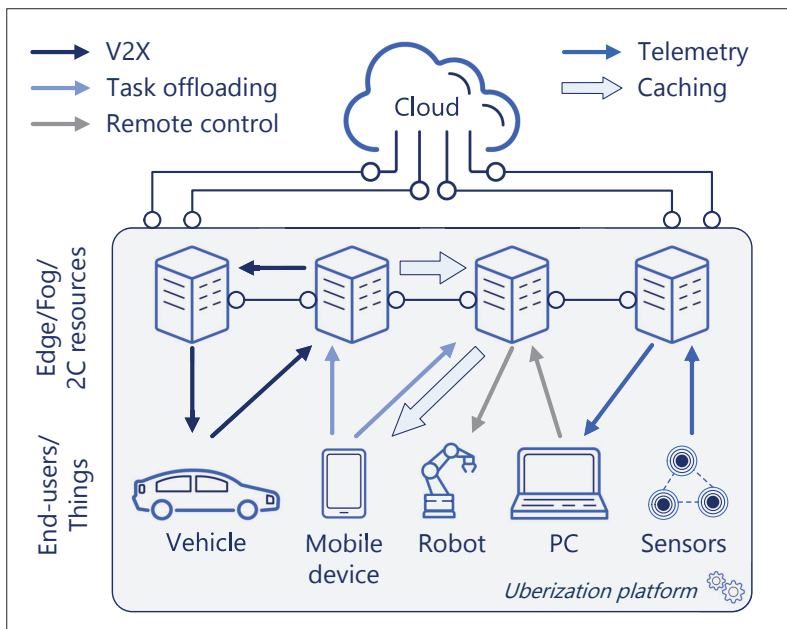 V2X
Task offloading
Remote control
Telemetry
Caching
Cloud
Edge/Fog/
2C resources
End-users/
Things
Vehicle
Mobile
device
Robot
PC
Sensors
Uberization platform